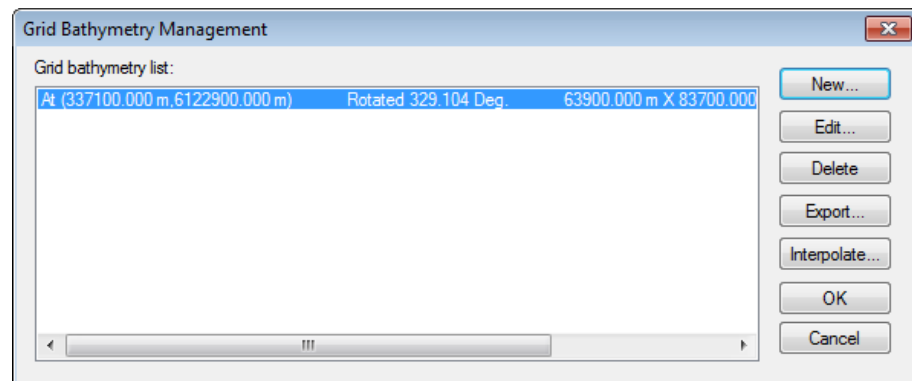 Grid Bathymetry Management
Grid bathymetry list:
At (337100.000 m,6122900.000 m) Rotated 329.104 Deg. 63900.000 m X 83700.000
New...
Edit...
Delete
Export...
Interpolate...
OK
Cancel